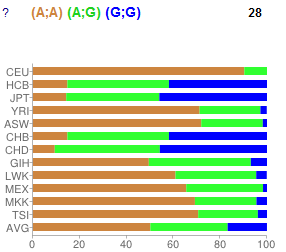 ? (A;A) (A;G) (G;G) 28
CEU
HCB
JPT
YRI
ASW
CHB
CHD
GIH
LWK
MEX
MKK
TSI
AVG
0 20 40 60 80 100